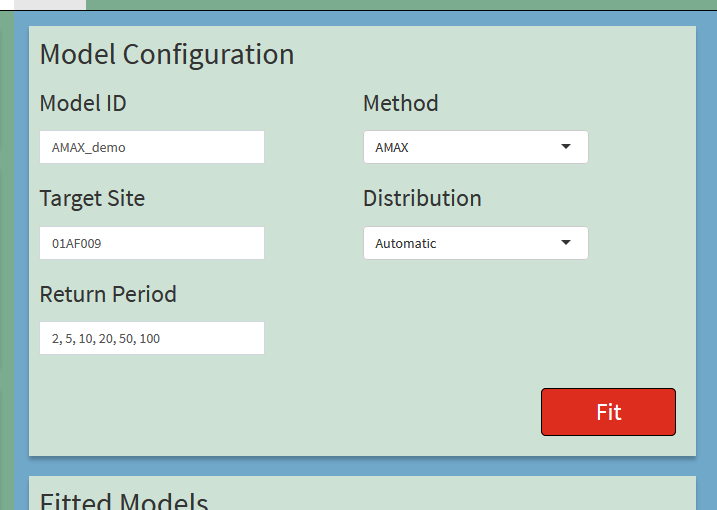 Model Configuration
Model ID
Method
AMAX_demo
AMAX
Target Site
Distribution
01AF009
Automatic
Return Period
2, 5, 10, 20, 50, 100
Fit
Fitted Models